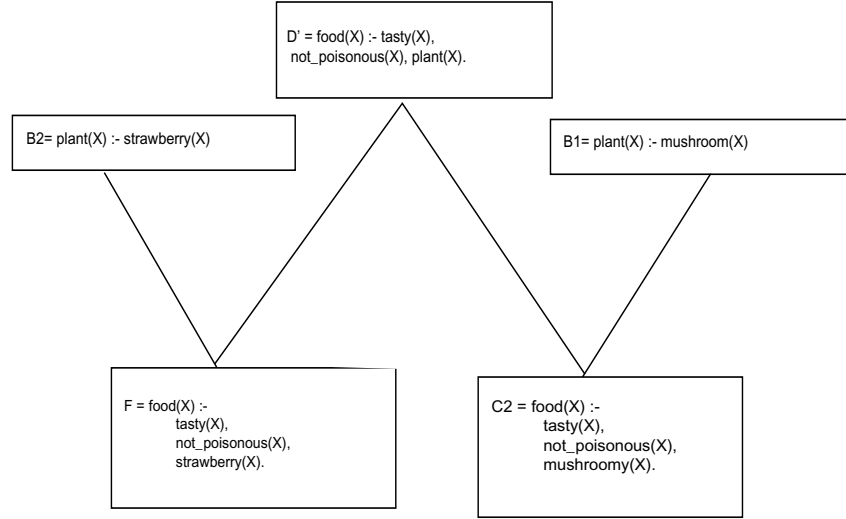 D' = food(X) :- tasty(X),
not_poisonous(X), plant(X).
B2= plant(X) :- strawberry(X)
B1= plant(X) :- mushroom(X)
F = food(X) :-
tasty(X),
not_poisonous(X),
strawberry(X).
C2 = food(X) :-
tasty(X),
not_poisonous(X),
mushroomy(X).